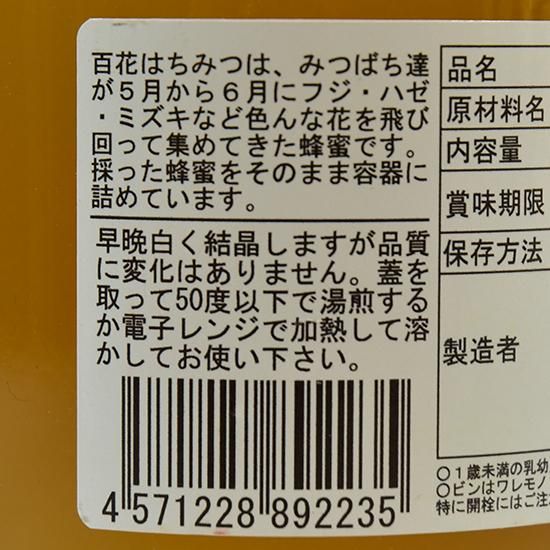 百花はちみつは、みつばち達
が５月から６月にフジ・ハゼ
・ミズキなど色んな花を飛び
回って集めてきた蜂蜜です。
採った蜂蜜をそのまま容器に
詰めています。
早晩白く結晶しますが品質
に変化はありません。蓋を
取って50度以下で湯煎する
か電子レンジで加熱して溶
かしてお使い下さい。
4 571228 892235
品名
原材料名
内容量
賞味期限
保存方法
製造者
○１歳未満の乳幼
○ビンはワレモノ
特に開栓にはご注